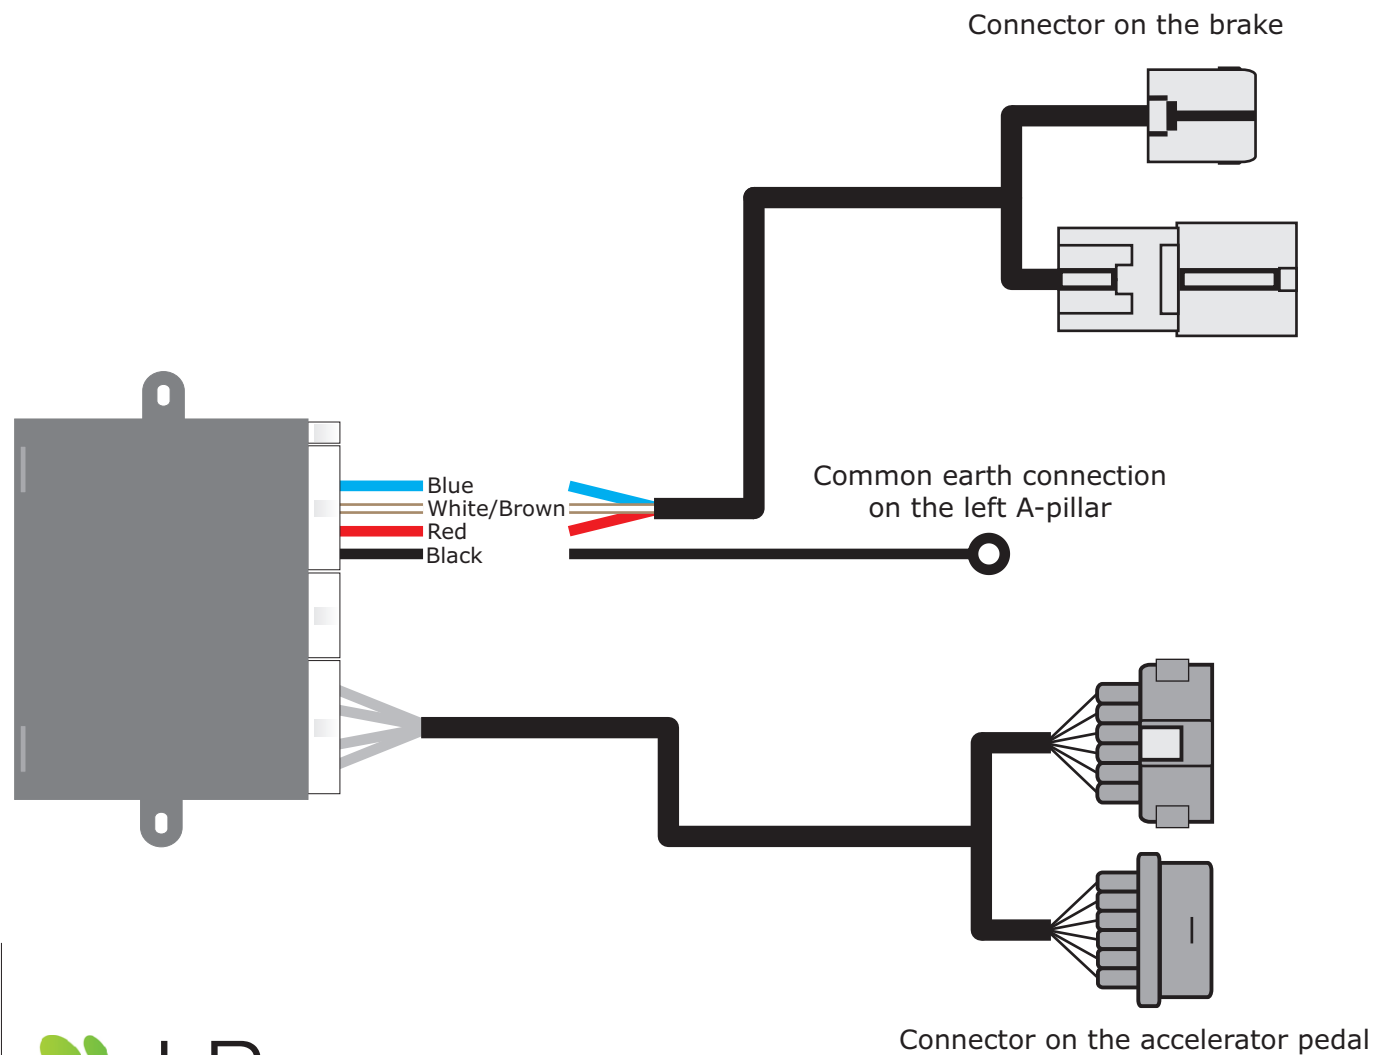 Connector on the brake
Blue
White/Brown
Red
Black
Common earth connection
on the left A-pillar
Connector on the accelerator pedal